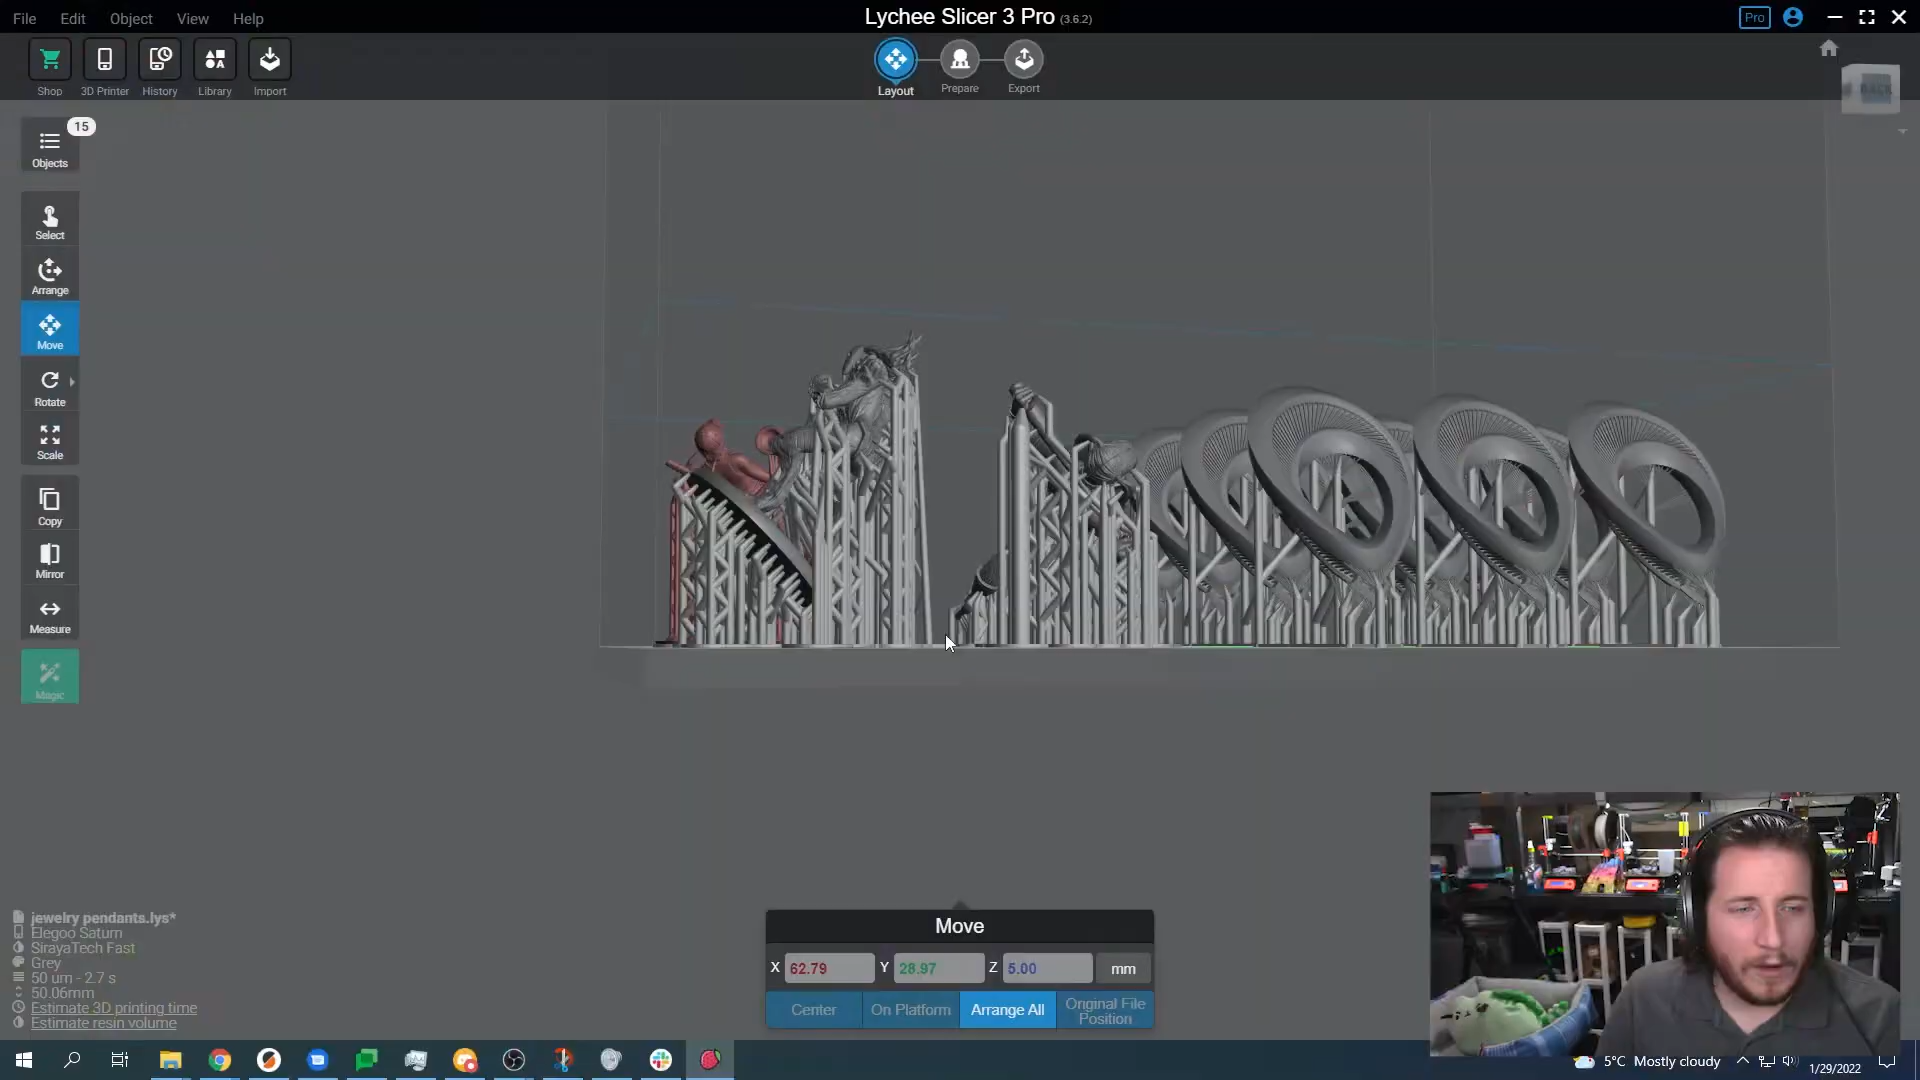 File Edit Object View Help
Lychee Slicer 3 Pro (3.6.2)
Pro
Shop 3D Printer History Library Import
Layout Prepare Export
BACK
15
Objects
Select
Arrange
Move
Rotate
Scale
Copy
Mirror
Measure
Magic
jewelry pendants.lys*
Elegoo Saturn
SirayaTech Fast
Grey
50 um - 2.7 s
50.06mm
Estimate 3D printing time
Estimate resin volume
Move
X 62.79 Y 28.97 Z 5.00 mm
Center On Platform Arrange All Original File Position
5°C Mostly cloudy
1/29/2022